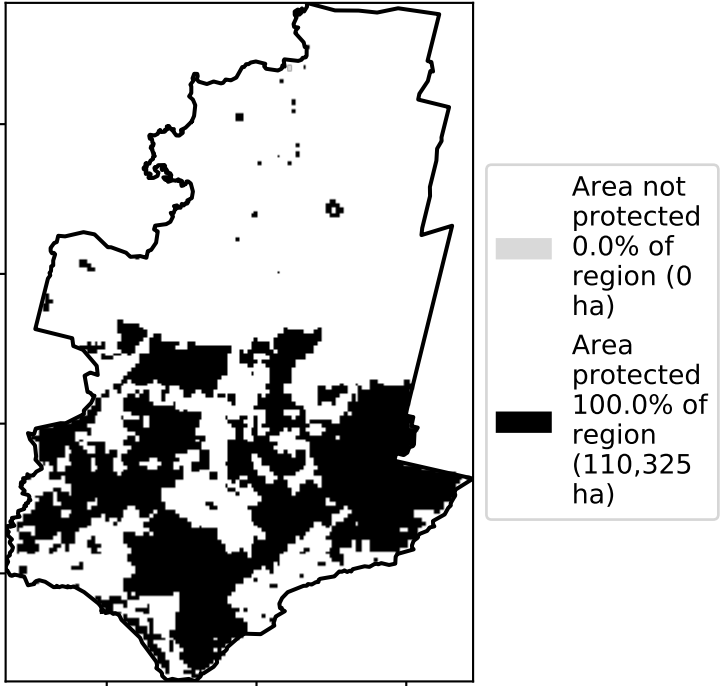 Area not
protected
0.0% of
region (0
ha)
Area
protected
100.0% of
region
(110,325
ha)